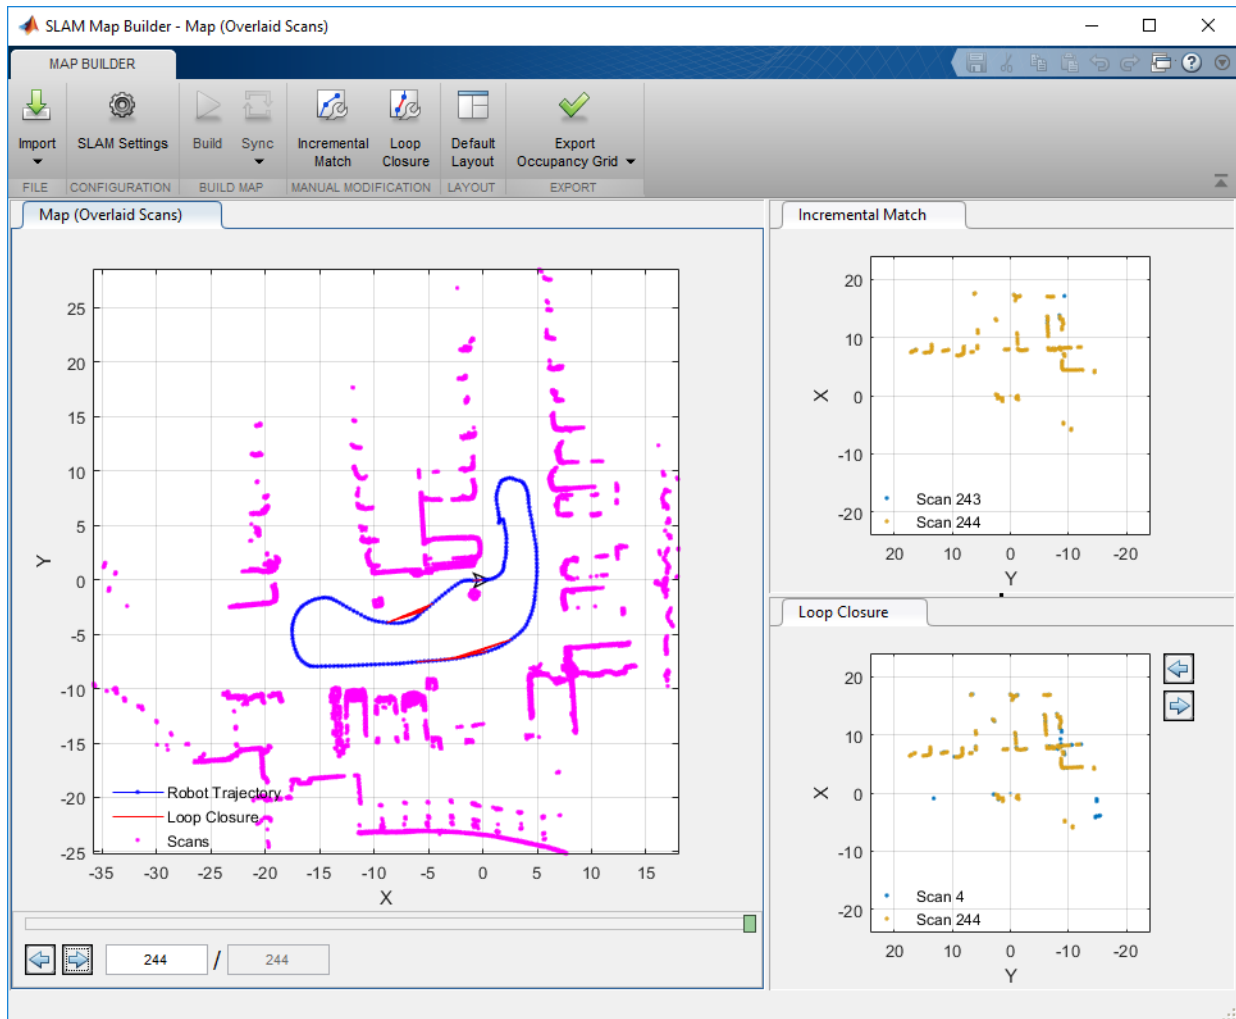 SLAM Map Builder - Map (Overlaid Scans)
MAP BUILDER
Import
SLAM Settings
Build
Sync
Incremental
Match
Loop
Closure
Default
Layout
Export
Occupancy Grid
FILE
CONFIGURATION
BUILD MAP
MANUAL MODIFICATION
LAYOUT
EXPORT
Map (Overlaid Scans)
25
20
15
10
5
0
-5
-10
-15
-20
-25
Y
Robot Trajectory
Loop Closure
Scans
-35 -30 -25 -20 -15 -10 -5 0 5 10 15
X
244 / 244
Incremental Match
20
10
0
-10
-20
X
Scan 243
Scan 244
20 10 0 -10 -20
Y
Loop Closure
20
10
0
-10
-20
X
Scan 4
Scan 244
20 10 0 -10 -20
Y